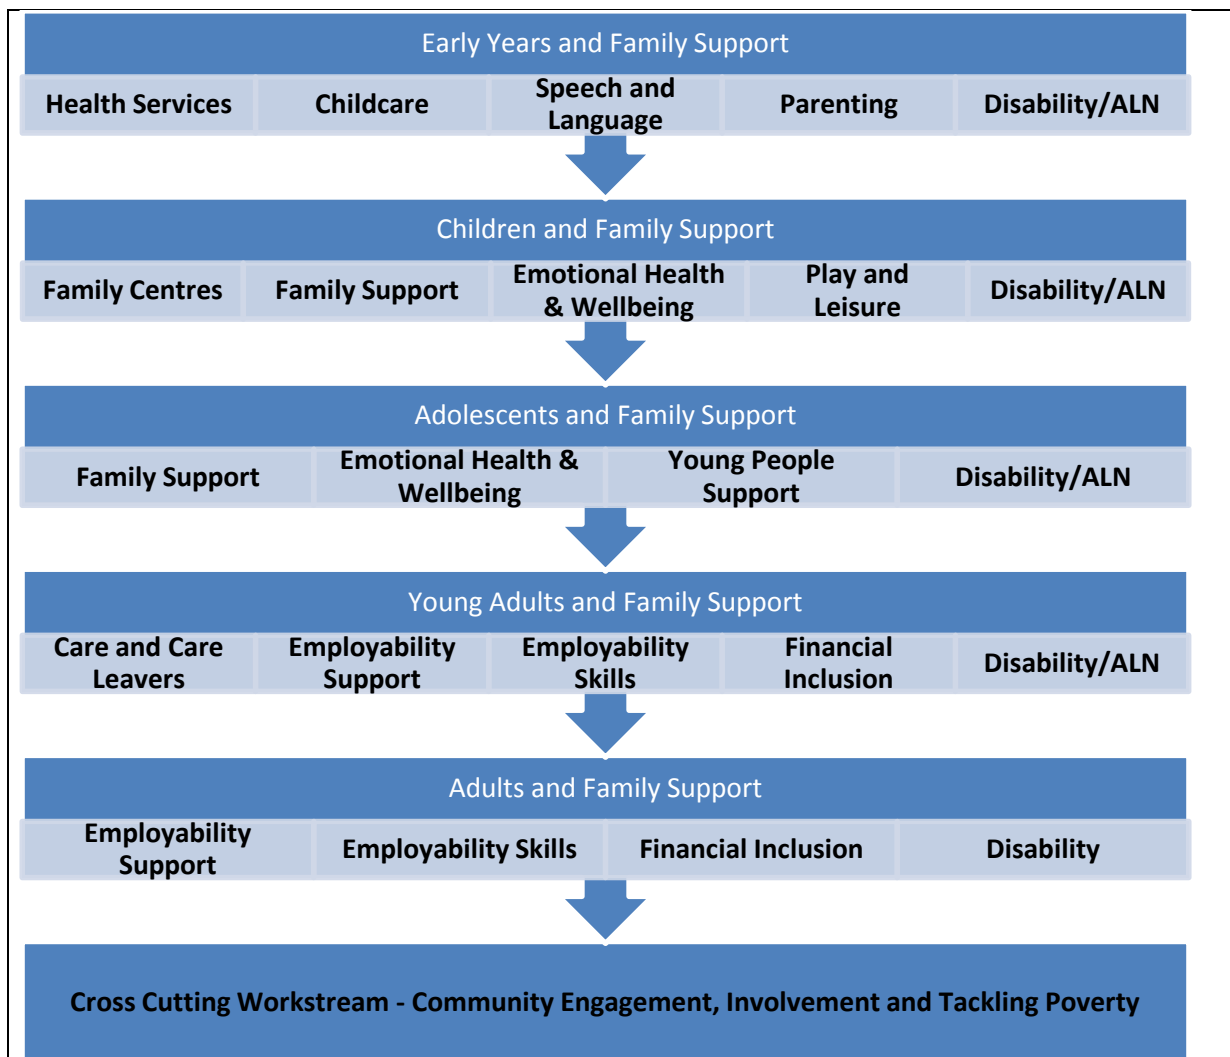 Early Years and Family Support
Health Services
Childcare
Speech and
Language
Parenting
Disability/ALN
Children and Family Support
Family Centres
Family Support
Emotional Health
& Wellbeing
Play and
Leisure
Disability/ALN
Adolescents and Family Support
Family Support
Emotional Health &
Wellbeing
Young People
Support
Disability/ALN
Young Adults and Family Support
Care and Care
Leavers
Employability
Support
Employability
Skills
Financial
Inclusion
Disability/ALN
Adults and Family Support
Employability
Support
Employability Skills
Financial Inclusion
Disability
Cross Cutting Workstream - Community Engagement, Involvement and Tackling Poverty